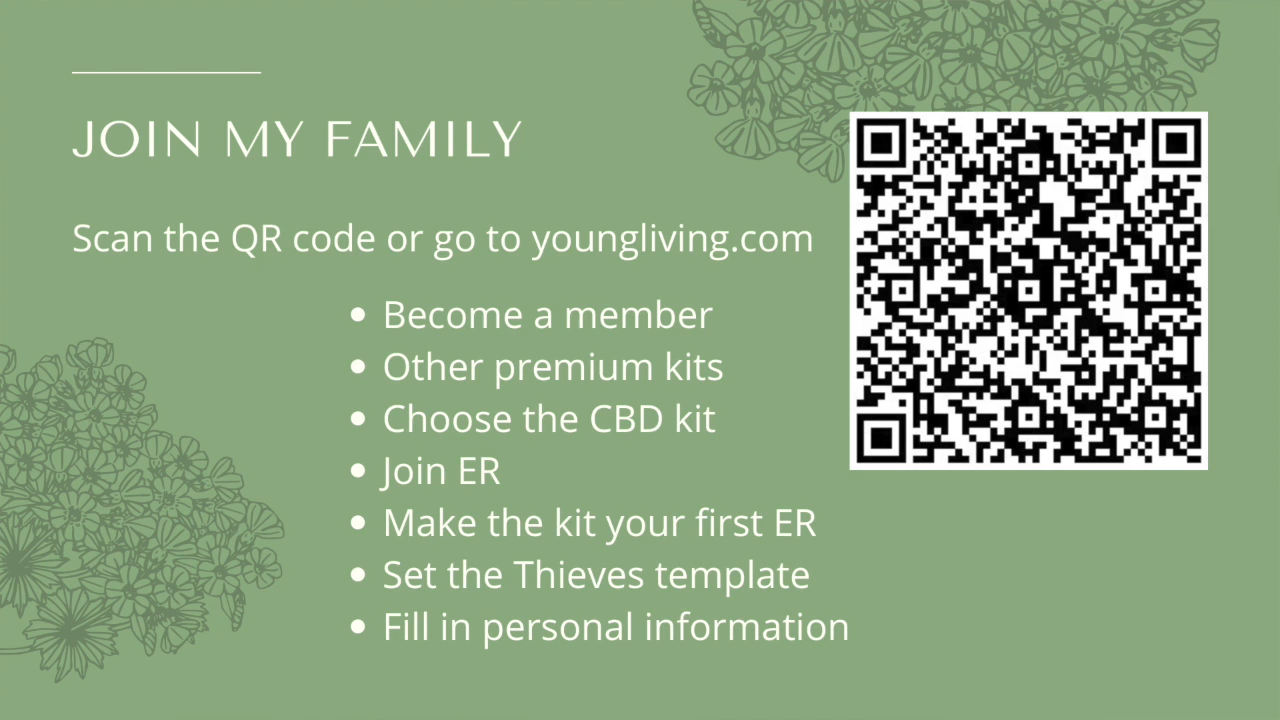 JOIN MY FAMILY
Scan the QR code or go to youngliving.com
• Become a member
• Other premium kits
• Choose the CBD kit
• Join ER
• Make the kit your first ER
• Set the Thieves template
• Fill in personal information